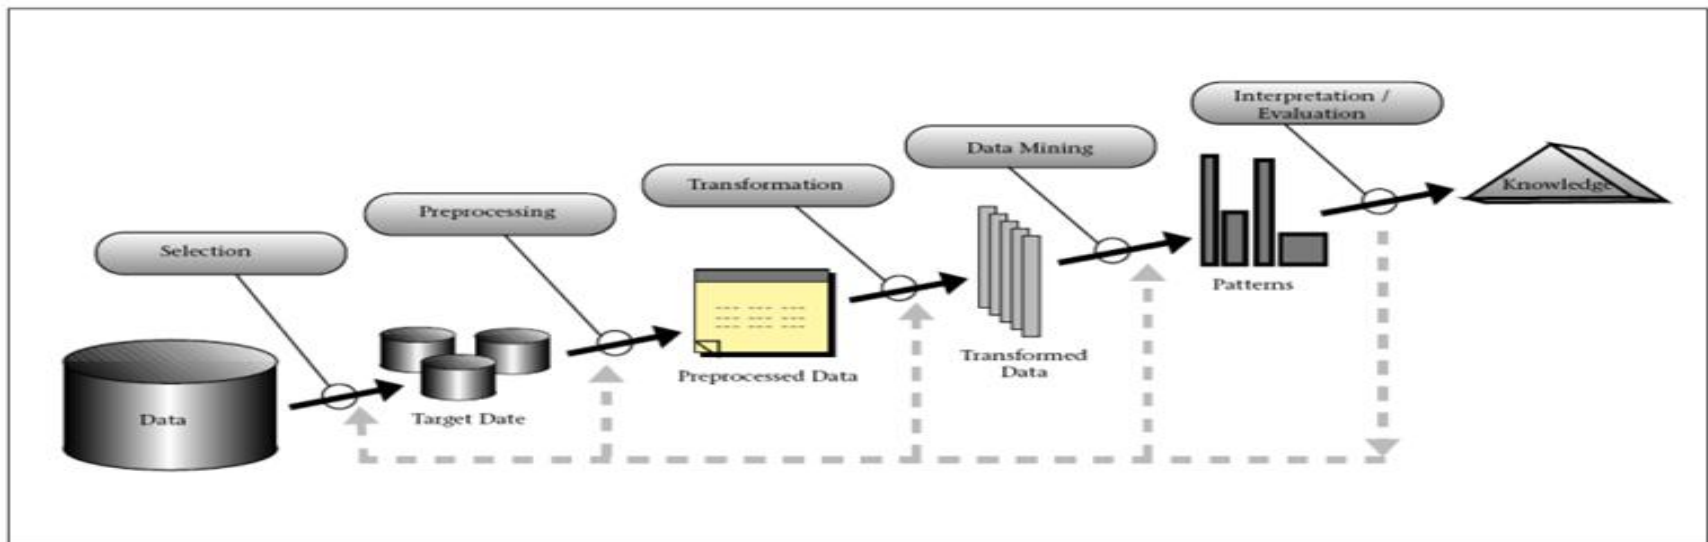 Interpretation /
Evaluation
Data Mining
Transformation
Preprocessing
Selection
Knowledge
Patterns
Transformed
Data
Preprocessed Data
Target Date
Data